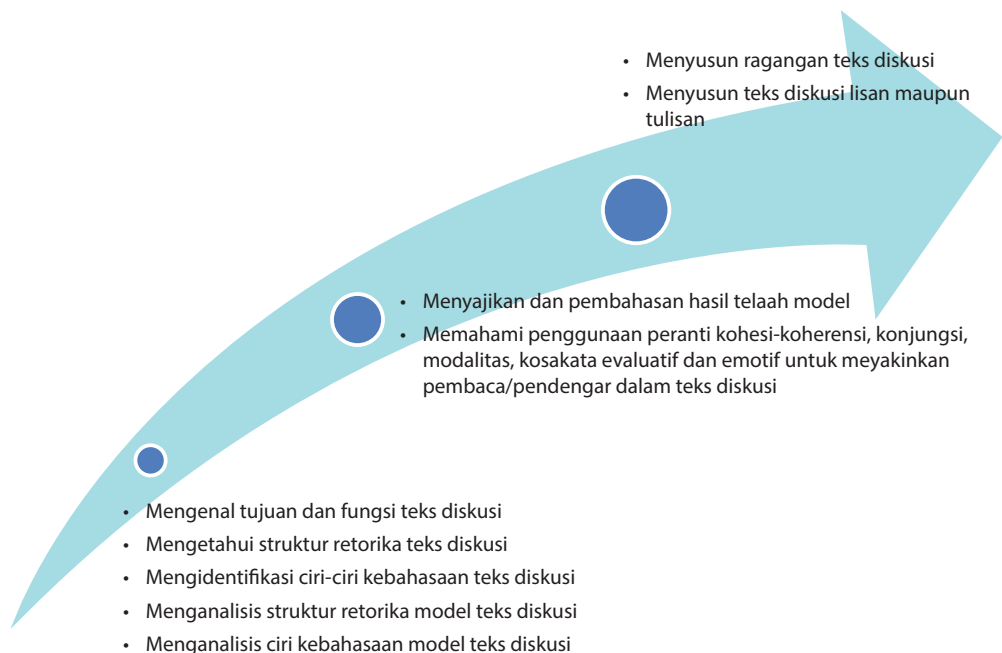 • Menyusun ragangan teks diskusi
• Menyusun teks diskusi lisan maupun
tulisan
• Menyajikan dan pembahasan hasil telaah model
• Memahami penggunaan peranti kohesi-koherensi, konjungsi,
modalitas, kosakata evaluatif dan emotif untuk meyakinkan
pembaca/pendengar dalam teks diskusi
• Mengenal tujuan dan fungsi teks diskusi
• Mengetahui struktur retorika teks diskusi
• Mengidentifikasi ciri-ciri kebahasaan teks diskusi
• Menganalisis struktur retorika model teks diskusi
• Menganalisis ciri kebahasaan model teks diskusi